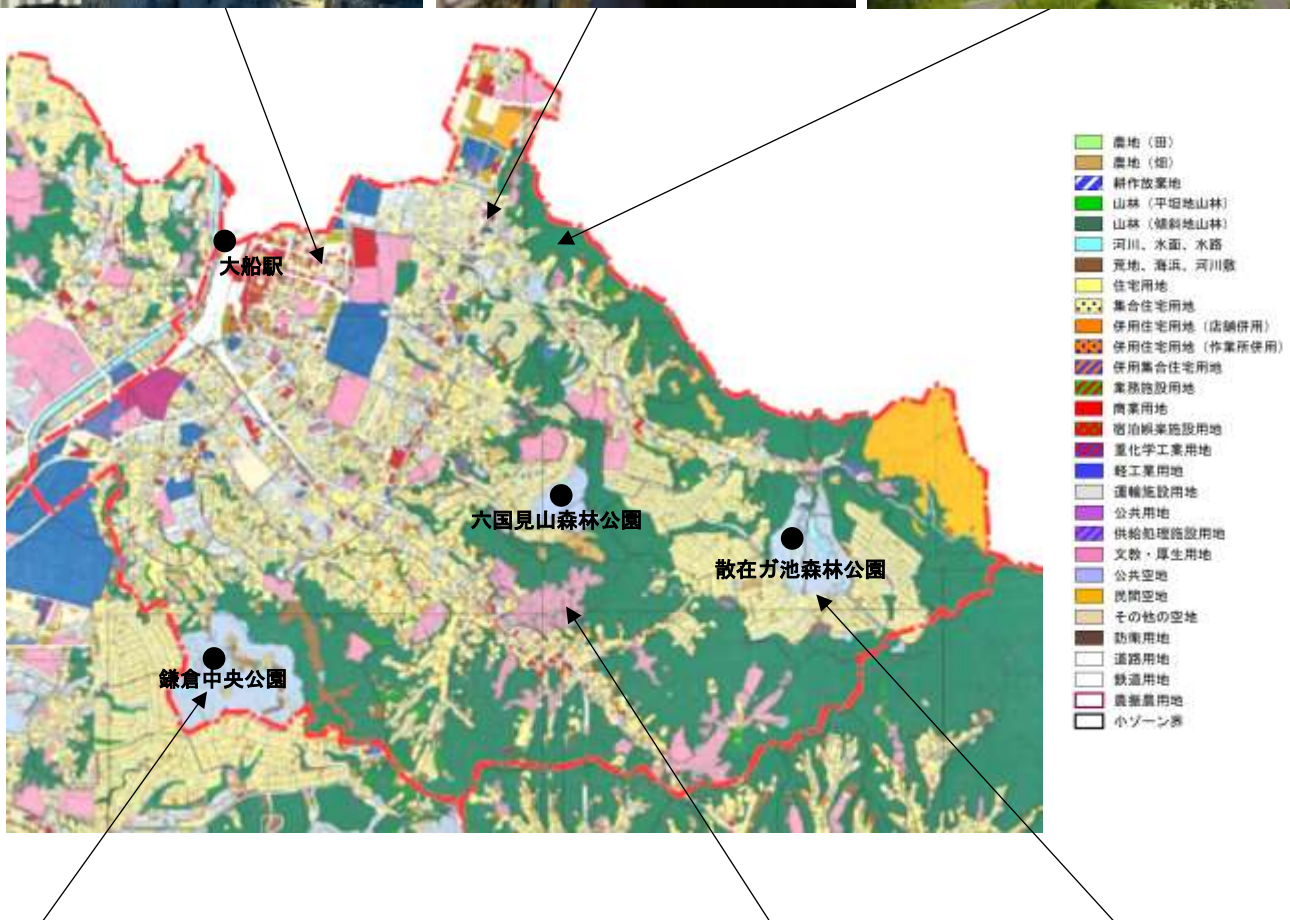 大船駅
六国見山森林公園
散在ガ池森林公園
鎌倉中央公園
農地（田）
農地（畑）
耕作放棄地
山林（平坦地山林）
山林（傾斜地山林）
河川、水面、水路
荒地、海浜、河川敷
住宅用地
集合住宅用地
併用住宅用地（店舗併用）
併用住宅用地（作業所併用）
併用集合住宅用地
業務施設用地
商業用地
宿泊娯楽施設用地
重化学工業用地
軽工業用地
運輸施設用地
公共用地
供給処理施設用地
文教・厚生用地
公共空地
民間空地
その他の空地
防衛用地
道路用地
鉄道用地
農振農用地
小ゾーン界